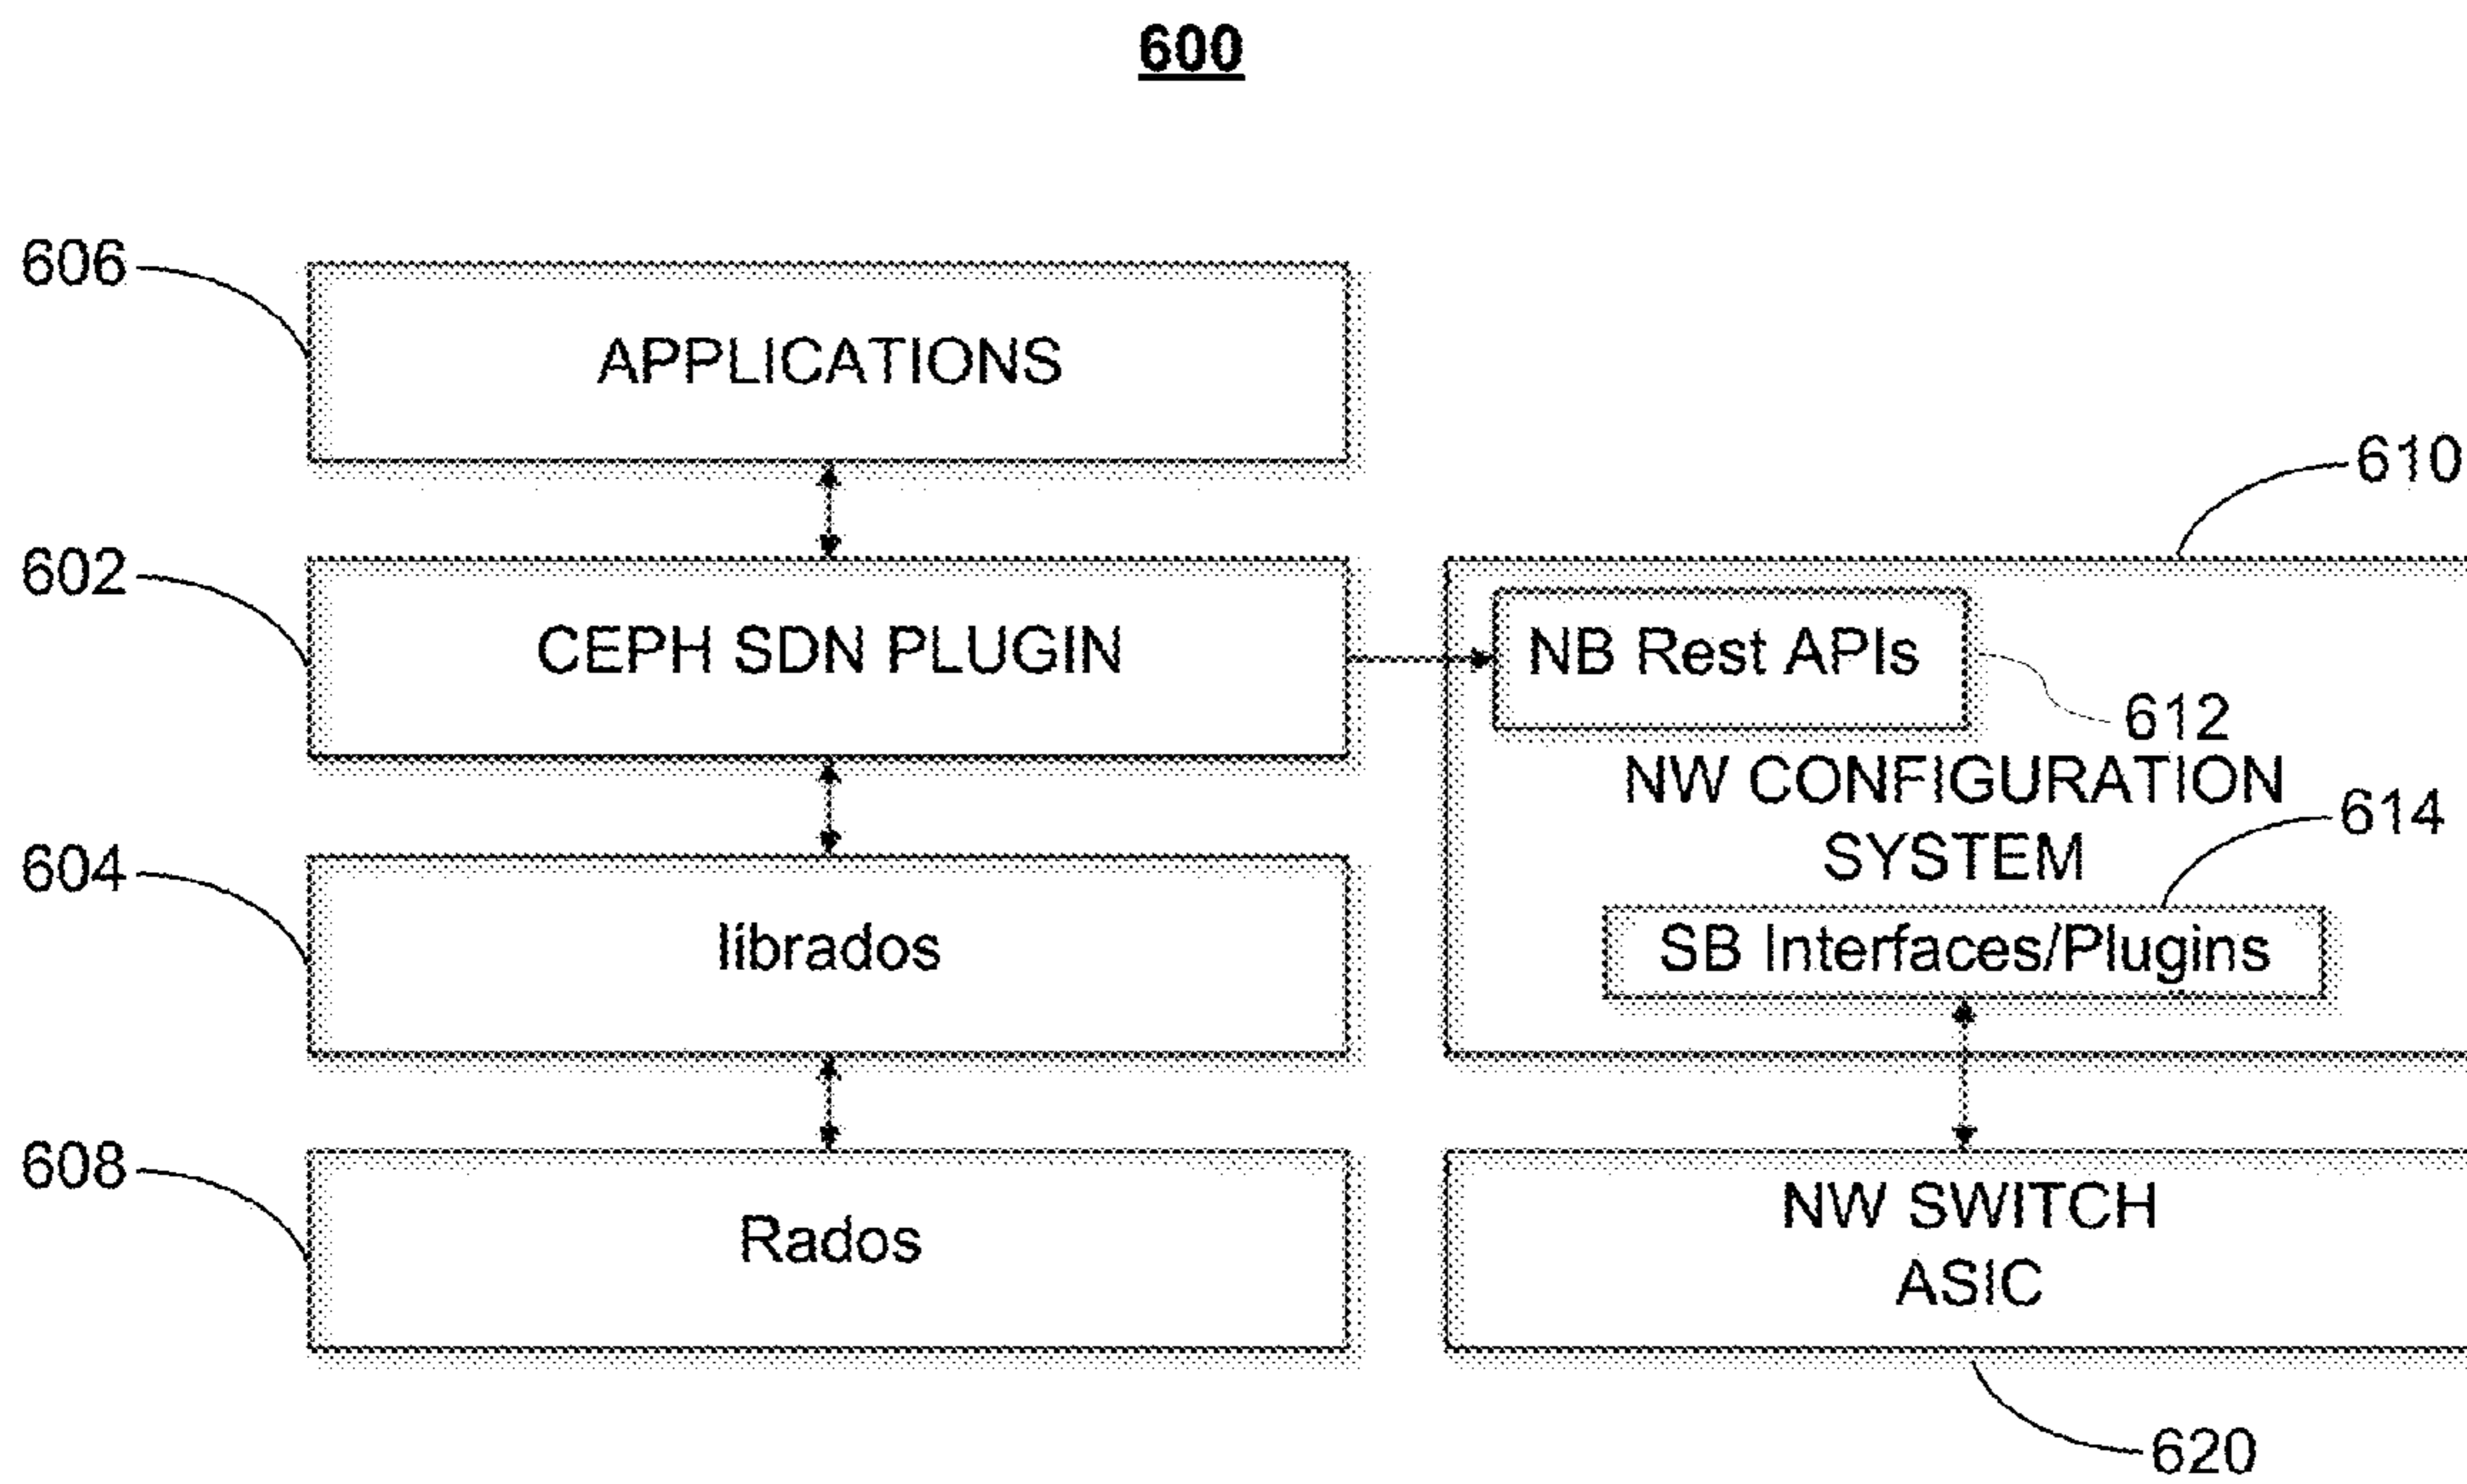 600
606
APPLICATIONS
610
602
CEPH SDN PLUGIN
NB Rest APIs
612
NW CONFIGURATION
SYSTEM
614
604
librados
SB Interfaces/Plugins
608
Rados
NW SWITCH
ASIC
620